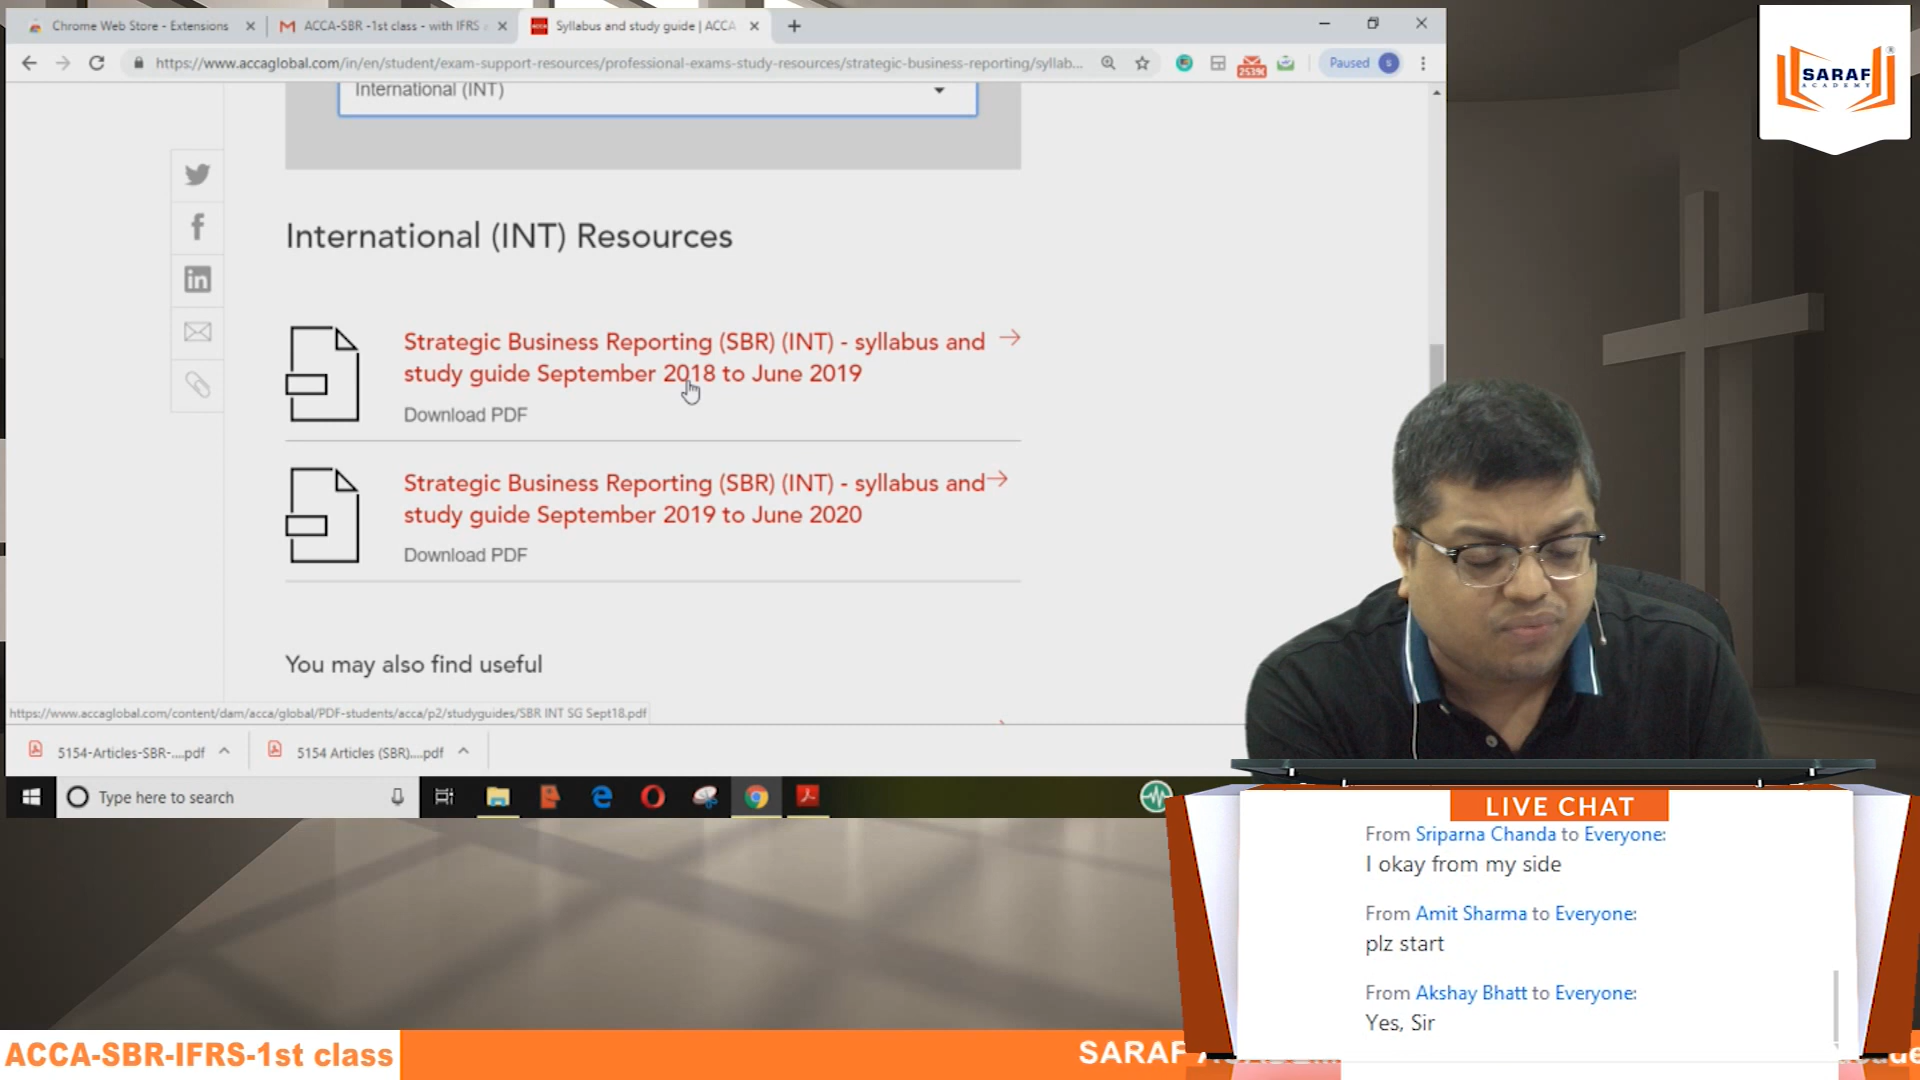 Chrome Web Store - Extensions
ACCA-SBR -1st class - with IFRS
Syllabus and study guide | ACCA
https://www.accaglobal.com/in/en/student/exam-support-resources/professional-exams-study-resources/strategic-business-reporting/syllab...
2539
Paused
s
SARAF
ACADEMY
International (INT)
International (INT) Resources
Strategic Business Reporting (SBR) (INT) - syllabus and
study guide September 2018 to June 2019
Download PDF
Strategic Business Reporting (SBR) (INT) - syllabus and
study guide September 2019 to June 2020
Download PDF
You may also find useful
https://www.accaglobal.com/content/dam/acca/global/PDF-students/acca/p2/studyguides/SBR INT SG Sept18.pdf
5154-Articles-SBR-....pdf
5154 Articles (SBR)....pdf
Type here to search
LIVE CHAT
From Sriparna Chanda to Everyone:
I okay from my side
From Amit Sharma to Everyone:
plz start
From Akshay Bhatt to Everyone:
Yes, Sir
ACCA-SBR-IFRS-1st class
SARAF